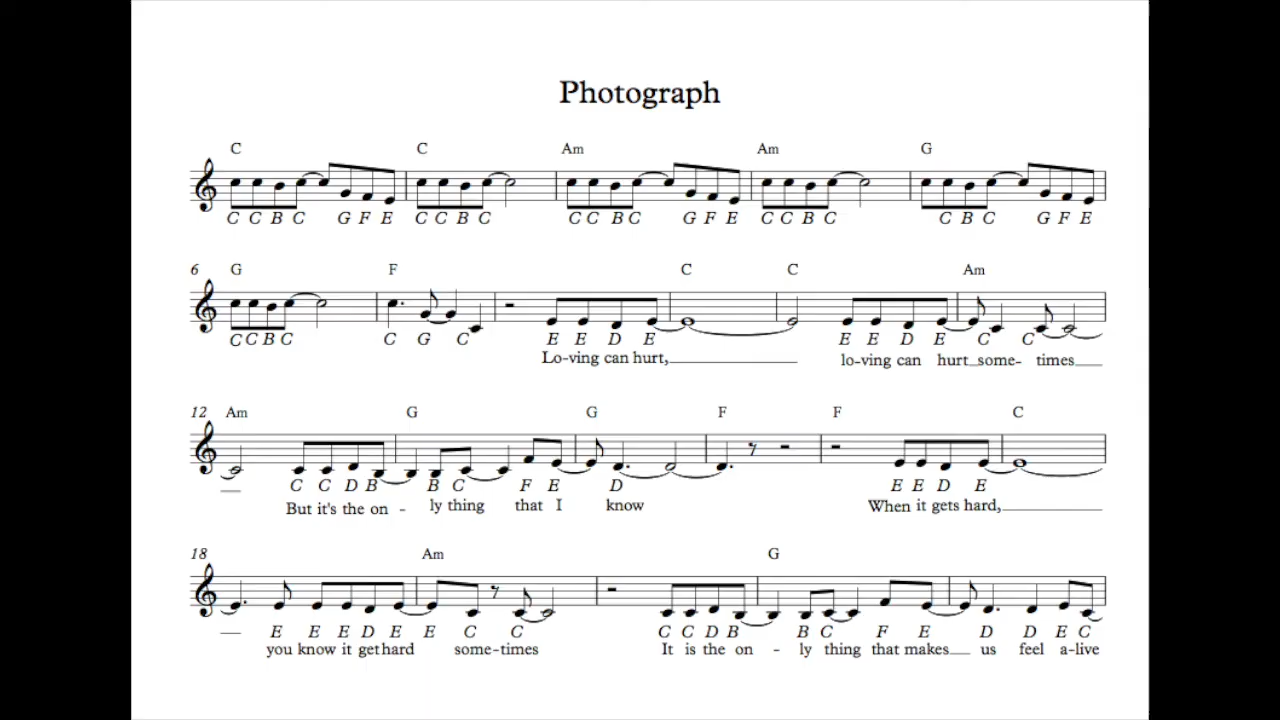 Photograph
C C Am Am G
C C B C G F E C C B C C C B C G F E C C B C C B C G F E
6 G F C C Am
C C B C C G C E E D E E E D E C C
Lo-ving can hurt, lo-ving can hurt some- times
12 Am G G F F C
C C D B B C F E D E E D E
But it's the on - ly thing that I know When it gets hard,
18 Am G
E E E D E E C C C C D B B C F E D D E C
you know it get hard some-times It is the on - ly thing that makes us feel a-live